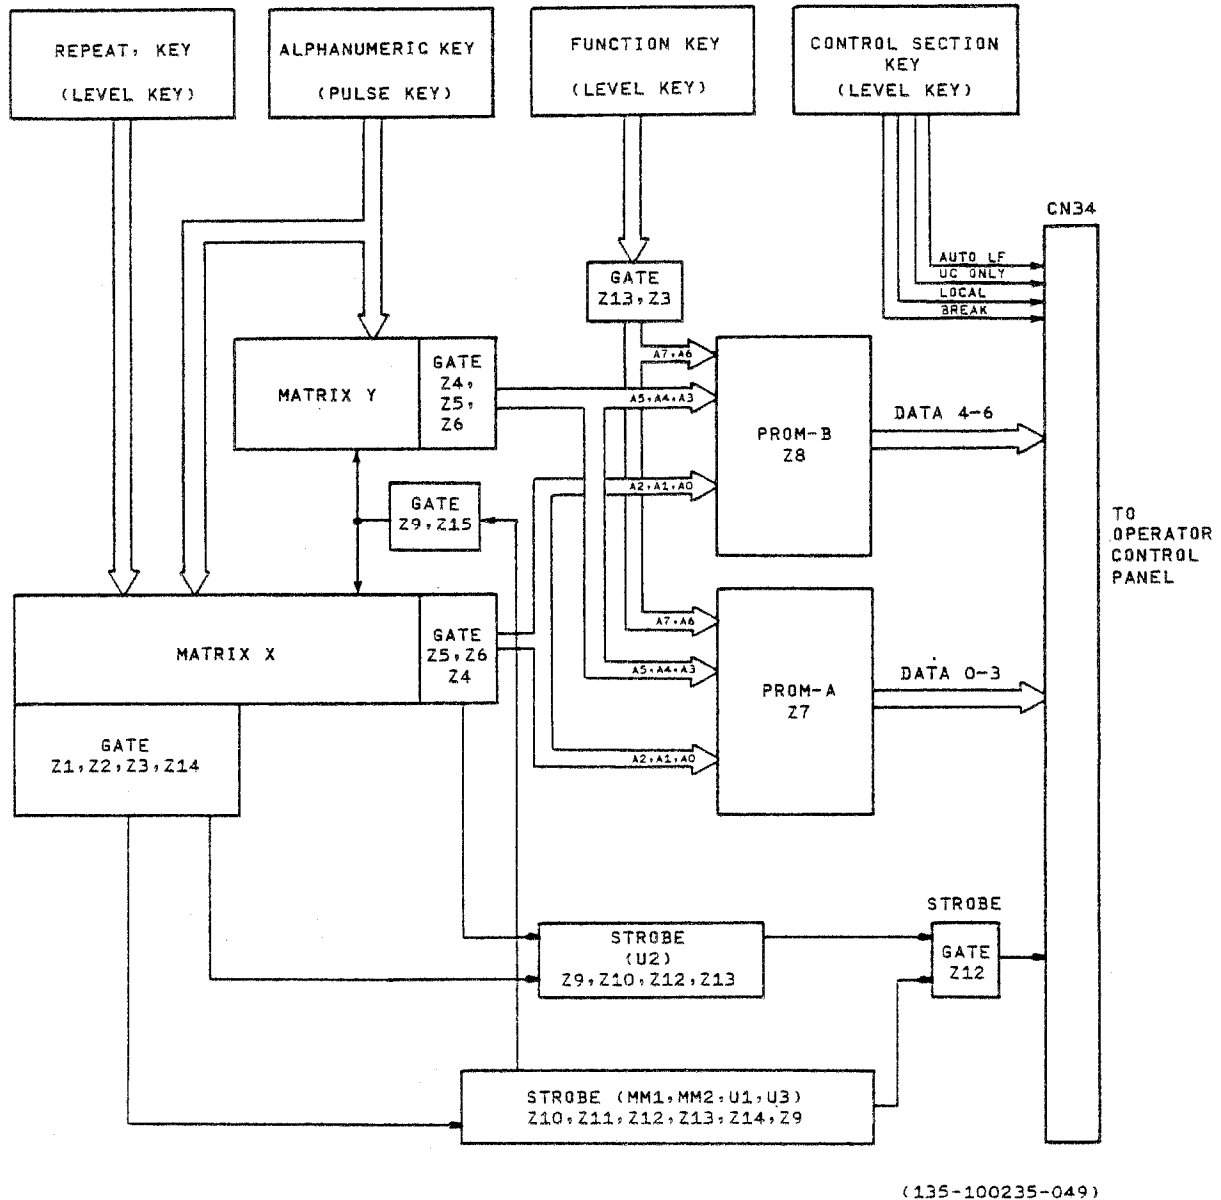 REPEAT, KEY
(LEVEL KEY)
ALPHANUMERIC KEY
(PULSE KEY)
FUNCTION KEY
(LEVEL KEY)
CONTROL SECTION
KEY
(LEVEL KEY)
CN34
AUTO LF
UC ONLY
LOCAL
BREAK
GATE
Z13,Z3
MATRIX Y
GATE
Z4,
Z5,
Z6
A7,A6
A5,A4,A3
A2,A1,A0
PROM-B
Z8
DATA 4-6
GATE
Z9,Z15
TO
OPERATOR
CONTROL
PANEL
MATRIX X
GATE
Z5,Z6
Z4
A7,A6
A5,A4,A3
A2,A1,A0
PROM-A
Z7
DATA 0-3
GATE
Z1,Z2,Z3,Z14
STROBE
(U2)
Z9,Z10,Z12,Z13
STROBE
GATE
Z12
STROBE (MM1,MM2,U1,U3)
Z10,Z11,Z12,Z13,Z14,Z9
(135-100235-049)